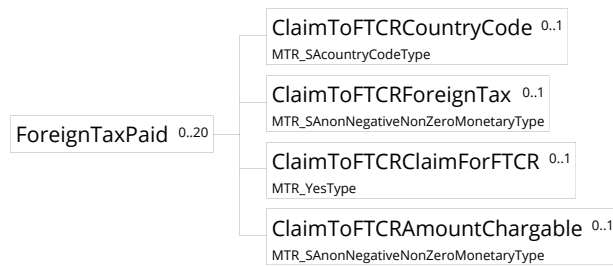 ClaimToFTCRCountryCode 0..1
MTR_SAcountryCodeType
ClaimToFTCRForeignTax 0..1
MTR_SAnonNegativeNonZeroMonetaryType
ForeignTaxPaid 0..20
ClaimToFTCRClaimForFTCR 0..1
MTR_YesType
ClaimToFTCRAmountChargable 0..1
MTR_SAnonNegativeNonZeroMonetaryType